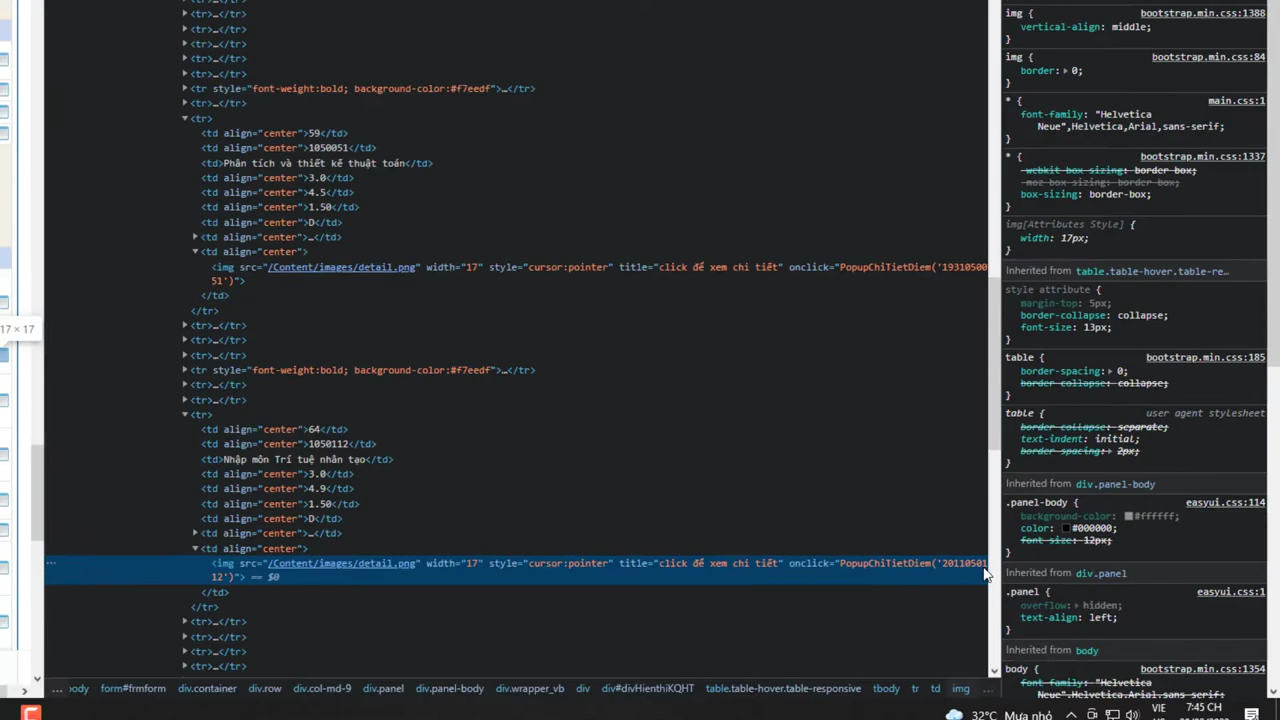 <tr>…</tr>
<tr>…</tr>
<tr>…</tr>
<tr>…</tr>
<tr>…</tr>
<tr style="font-weight:bold; background-color:#f7eedf">…</tr>
<tr>…</tr>
<tr>
<td align="center">59</td>
<td align="center">1050051</td>
<td>Phân tích và thiết kế thuật toán</td>
<td align="center">3.0</td>
<td align="center">4.5</td>
<td align="center">1.50</td>
<td align="center">D</td>
<td align="center">…</td>
<td align="center">
<img src="/Content/images/detail.png" width="17" style="cursor:pointer" title="click để xem chi tiết" onclick="PopupChiTietDiem('19310500
51')">
</td>
</tr>
<tr>…</tr>
<tr>…</tr>
<tr>…</tr>
<tr style="font-weight:bold; background-color:#f7eedf">…</tr>
<tr>…</tr>
<tr>…</tr>
<tr>
<td align="center">64</td>
<td align="center">1050112</td>
<td>Nhập môn Trí tuệ nhân tạo</td>
<td align="center">3.0</td>
<td align="center">4.9</td>
<td align="center">1.50</td>
<td align="center">D</td>
<td align="center">…</td>
<td align="center">
<img src="/Content/images/detail.png" width="17" style="cursor:pointer" title="click để xem chi tiết" onclick="PopupChiTietDiem('20110501
12')"> == $0
</td>
</tr>
<tr>…</tr>
<tr>…</tr>
<tr>…</tr>
<tr>…</tr>
17 × 17
… body form#frmform div.container div.row div.col-md-9 div.panel div.panel-body div.wrapper_vb div div#divHienthiKQHT table.table-hover.table-responsive tbody tr td img …
img { bootstrap.min.css:1388
vertical-align: middle;
}
img { bootstrap.min.css:84
border: 0;
}
* { main.css:1
font-family: "Helvetica
Neue",Helvetica,Arial,sans-serif;
}
* { bootstrap.min.css:1337
-webkit-box-sizing: border-box;
-moz-box-sizing: border-box;
box-sizing: border-box;
}
img[Attributes Style] {
width: 17px;
}
Inherited from table.table-hover.table-re…
style attribute {
margin-top: 5px;
border-collapse: collapse;
font-size: 13px;
}
table { bootstrap.min.css:185
border-spacing: 0;
border-collapse: collapse;
}
table { user agent stylesheet
border-collapse: separate;
text-indent: initial;
border-spacing: 2px;
}
Inherited from div.panel-body
.panel-body { easyui.css:114
background-color: #ffffff;
color: #000000;
font-size: 12px;
}
Inherited from div.panel
.panel { easyui.css:1
overflow: hidden;
text-align: left;
}
Inherited from body
body { bootstrap.min.css:1354
font-family: "Helvetica
Neue",Helvetica,Arial,sans-serif;
32°C Mưa nhỏ VIE 7:45 CH